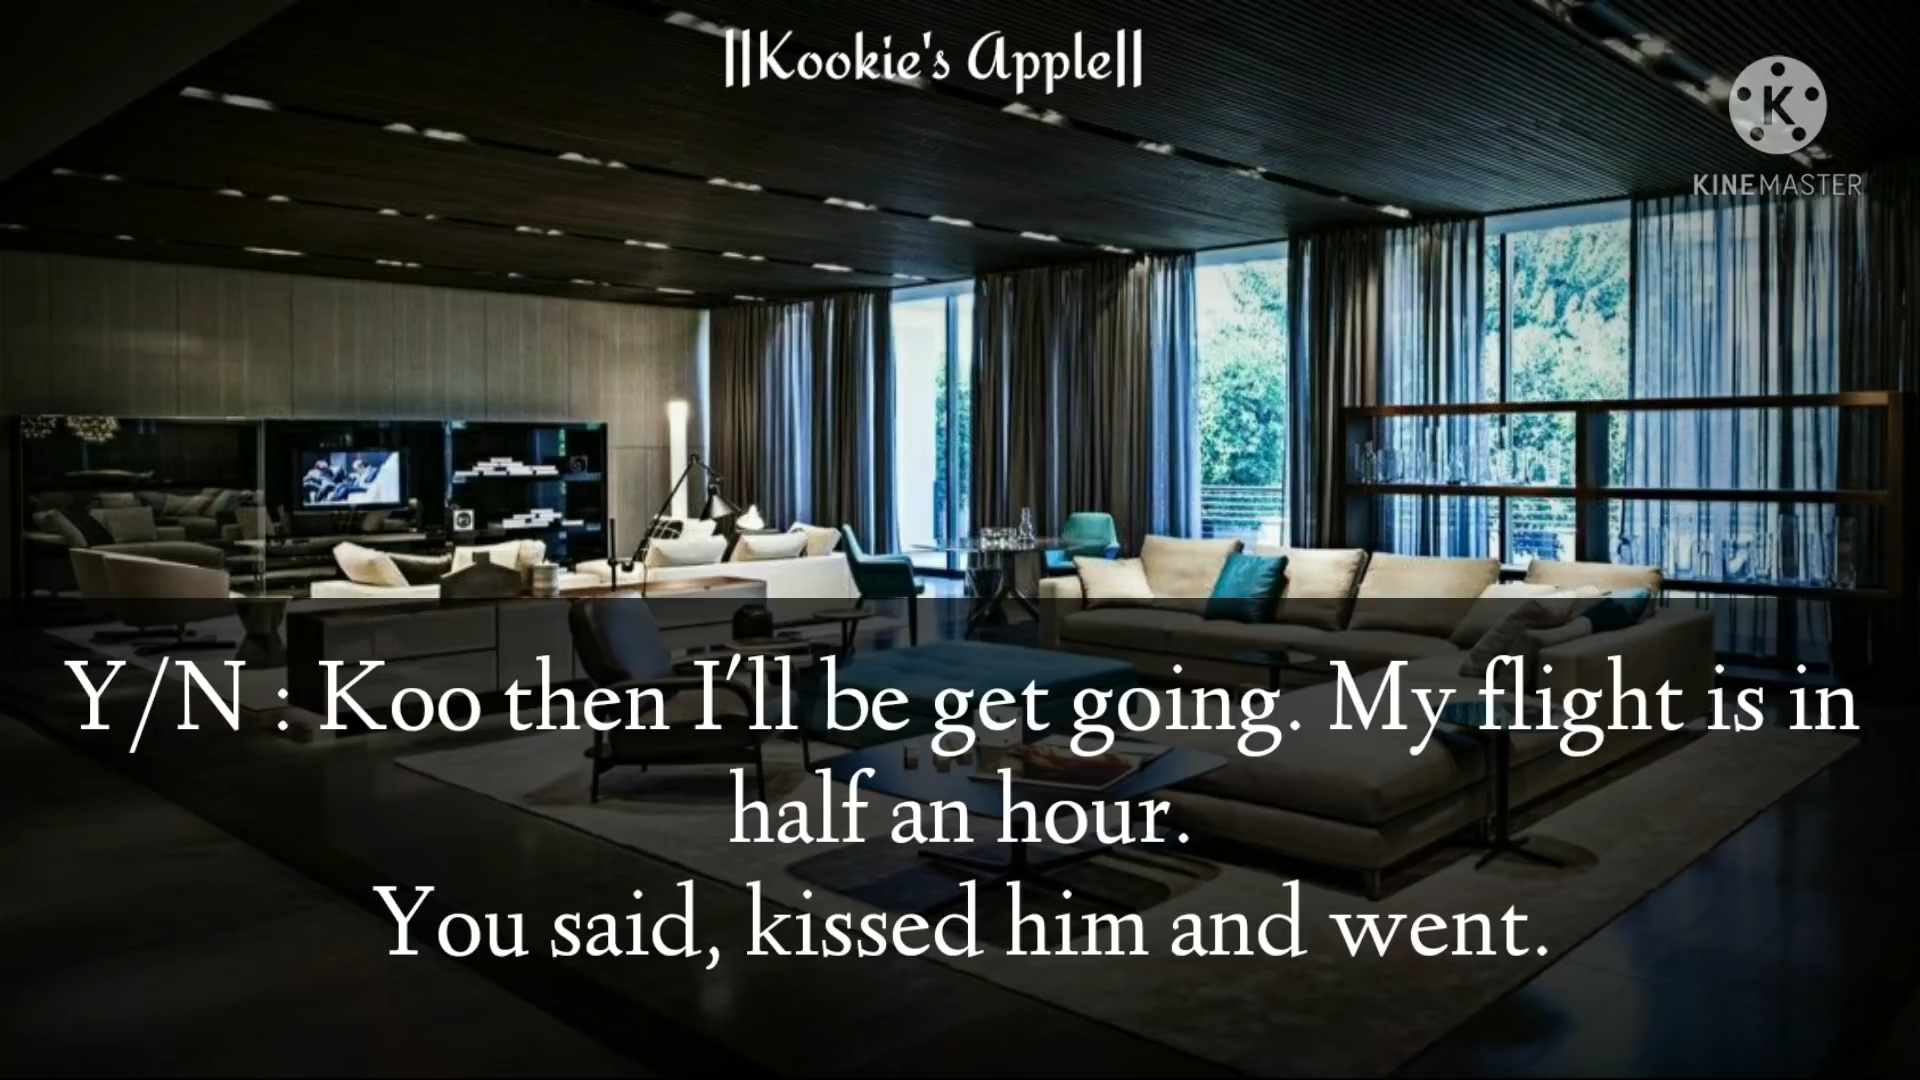 ||Kookie's Apple||
K
KINEMASTER
Y/N : Koo then I'll be get going. My flight is in
half an hour.
You said, kissed him and went.